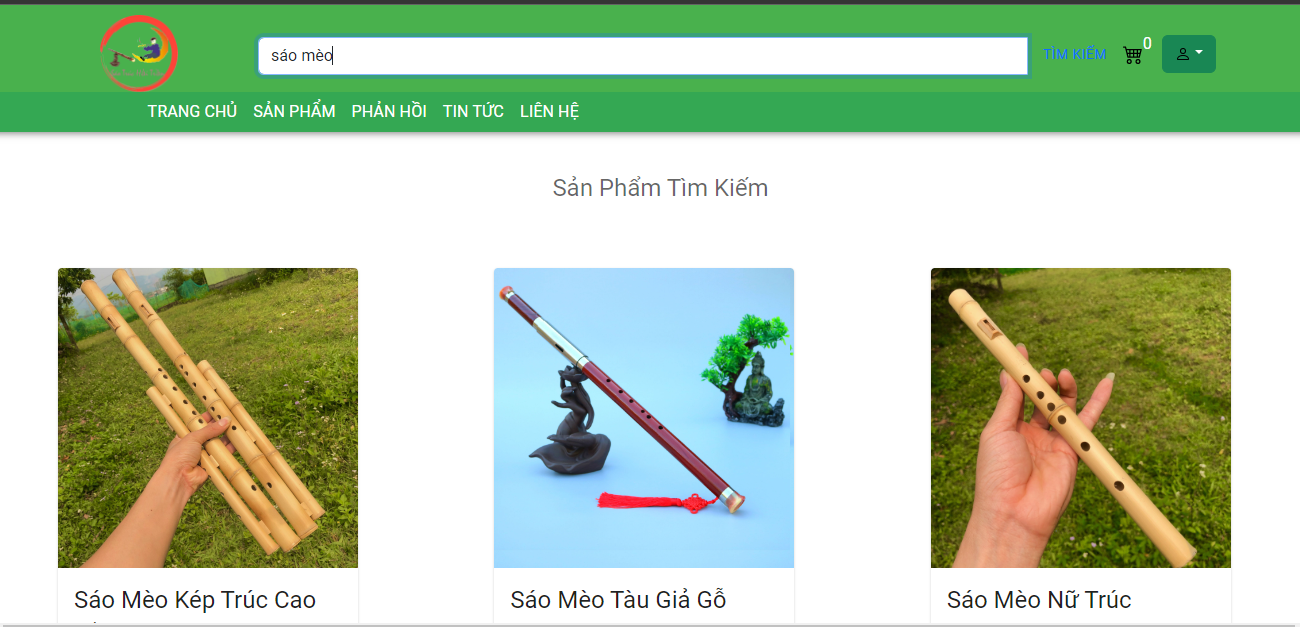 sáo mèo
TÌM KIẾM
0
TRANG CHỦ SẢN PHẨM PHẢN HỒI TIN TỨC LIÊN HỆ
Sản Phẩm Tìm Kiếm
Sáo Mèo Kép Trúc Cao
Sáo Mèo Tàu Giả Gỗ
Sáo Mèo Nữ Trúc